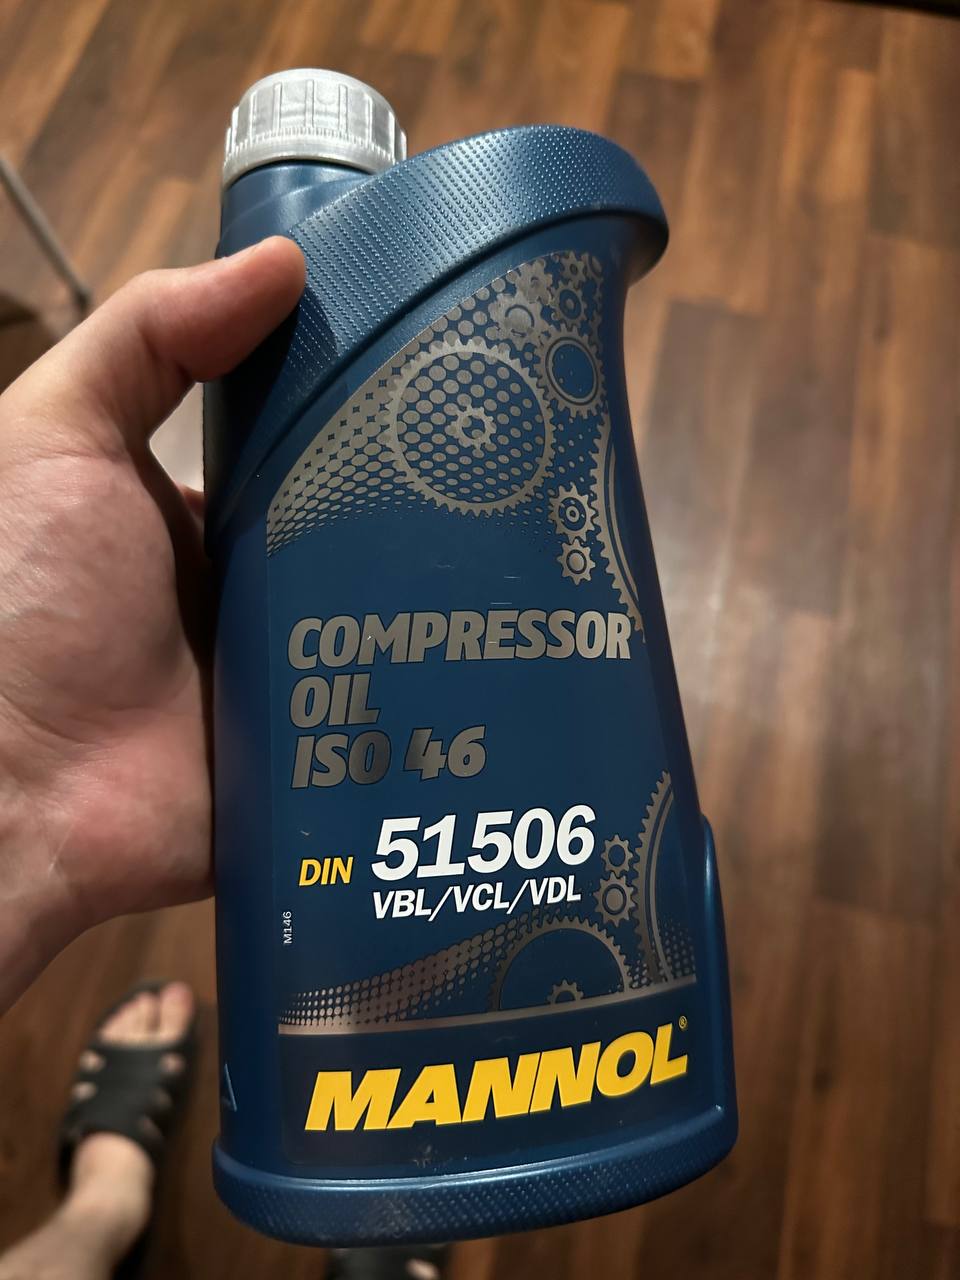 COMPRESSOR
OIL
ISO 46
DIN 51506
VBL/VCL/VDL
M146
MANNOL®